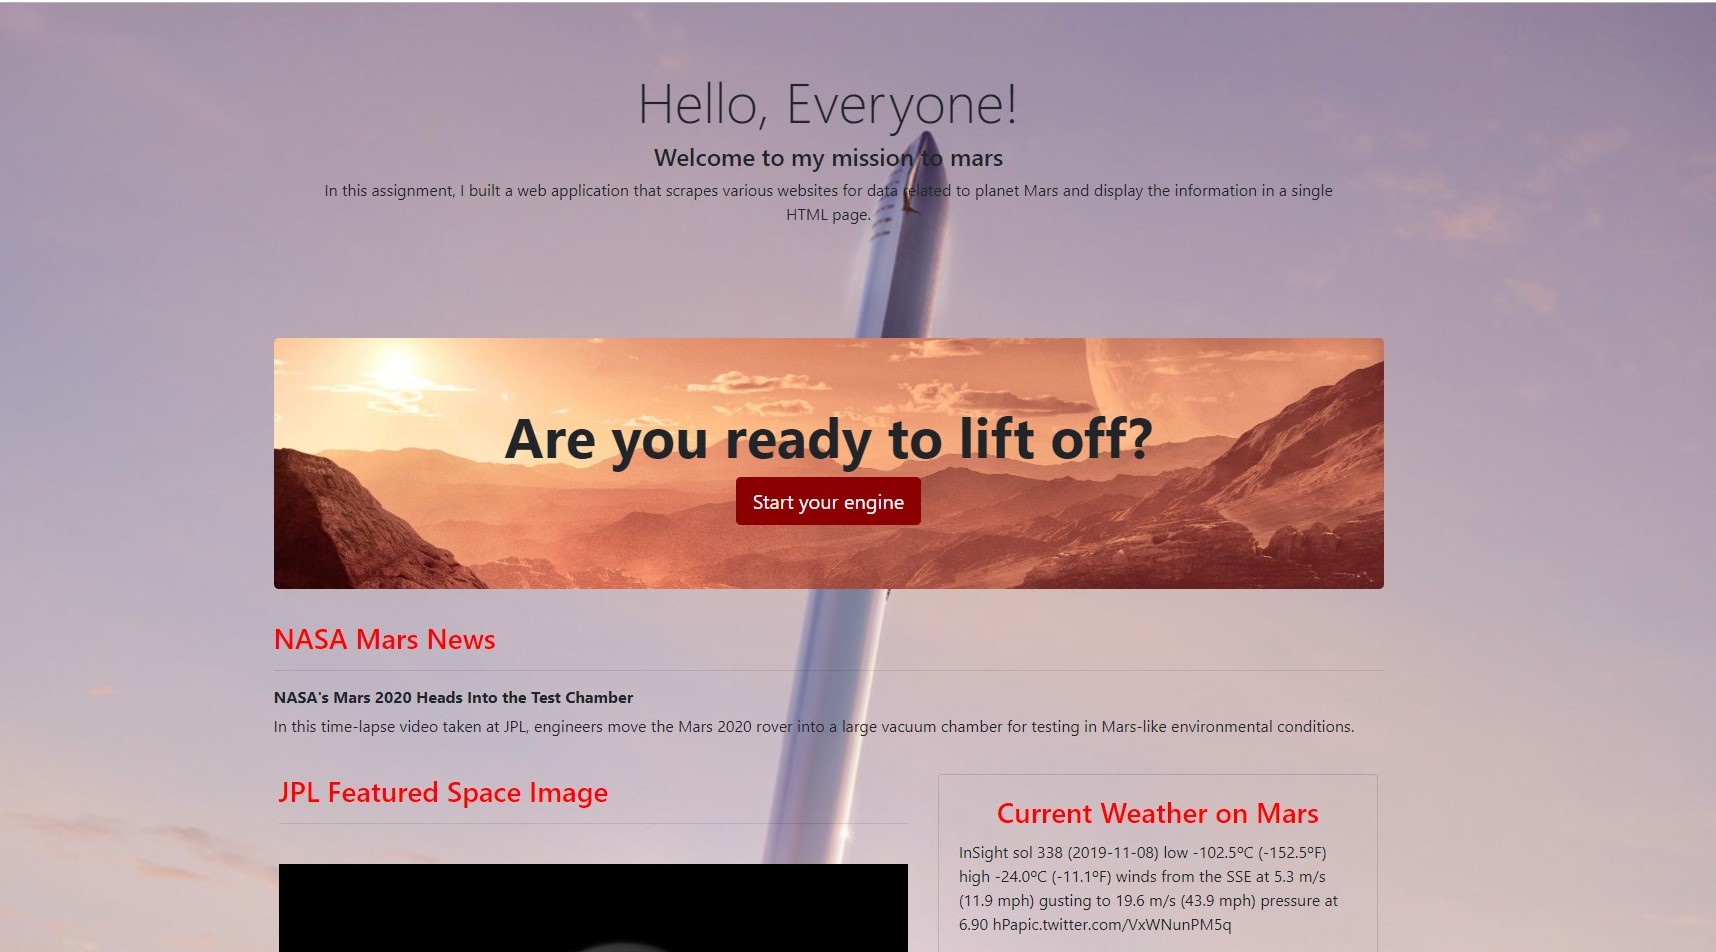 Hello, Everyone!
Welcome to my mission to mars
In this assignment, I built a web application that scrapes various websites for data related to planet Mars and display the information in a single
HTML page.
Are you ready to lift off?
Start your engine
NASA Mars News
NASA's Mars 2020 Heads Into the Test Chamber
In this time-lapse video taken at JPL, engineers move the Mars 2020 rover into a large vacuum chamber for testing in Mars-like environmental conditions.
JPL Featured Space Image
Current Weather on Mars
InSight sol 338 (2019-11-08) low -102.5ºC (-152.5ºF)
high -24.0ºC (-11.1ºF) winds from the SSE at 5.3 m/s
(11.9 mph) gusting to 19.6 m/s (43.9 mph) pressure at
6.90 hPapic.twitter.com/VxWNunPM5q